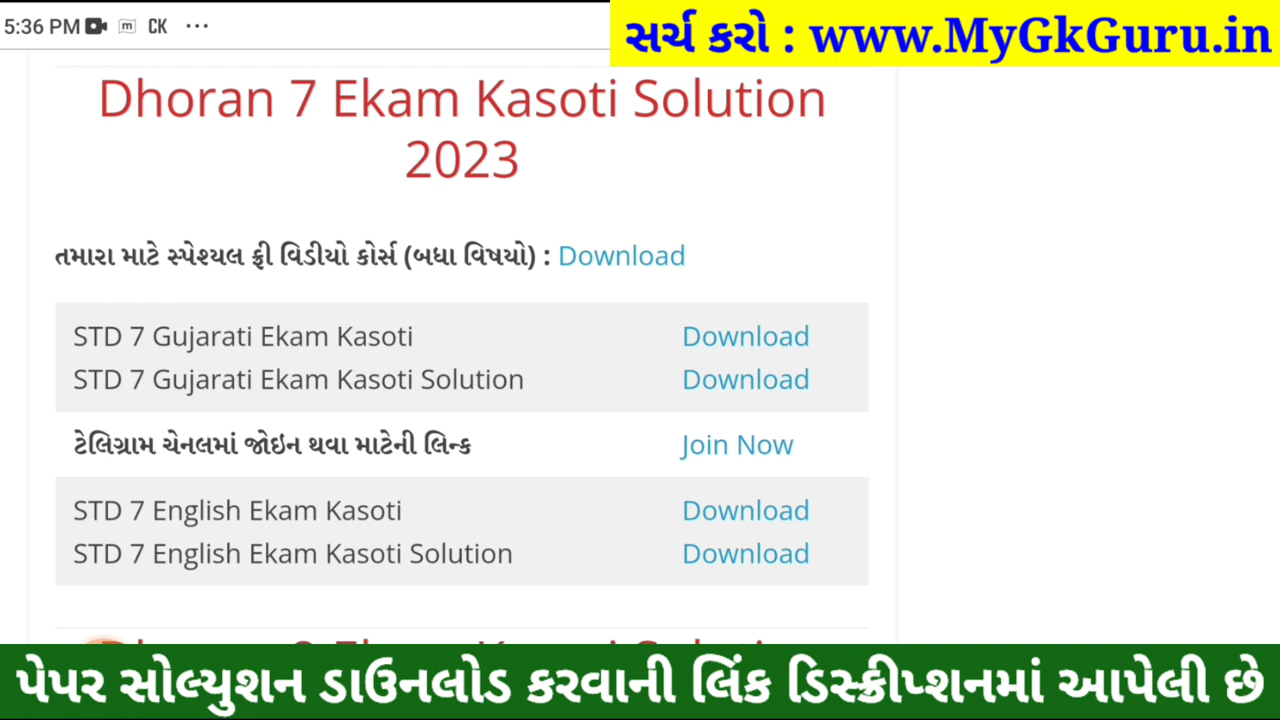 5:36 PM m CK ...
સર્ચ કરો : www.MyGkGuru.in
Dhoran 7 Ekam Kasoti Solution
2023
તમારા માટે સ્પેશ્યલ ફ્રી વિડીયો કોર્સ (બધા વિષયો) : Download
STD 7 Gujarati Ekam Kasoti Download
STD 7 Gujarati Ekam Kasoti Solution Download
ટેલિગ્રામ ચેનલમાં જોઇન થવા માટેની લિન્ક Join Now
STD 7 English Ekam Kasoti Download
STD 7 English Ekam Kasoti Solution Download
પેપર સોલ્યુશન ડાઉનલોડ કરવાની લિંક ડિસ્ક્રીપ્શનમાં આપેલી છે